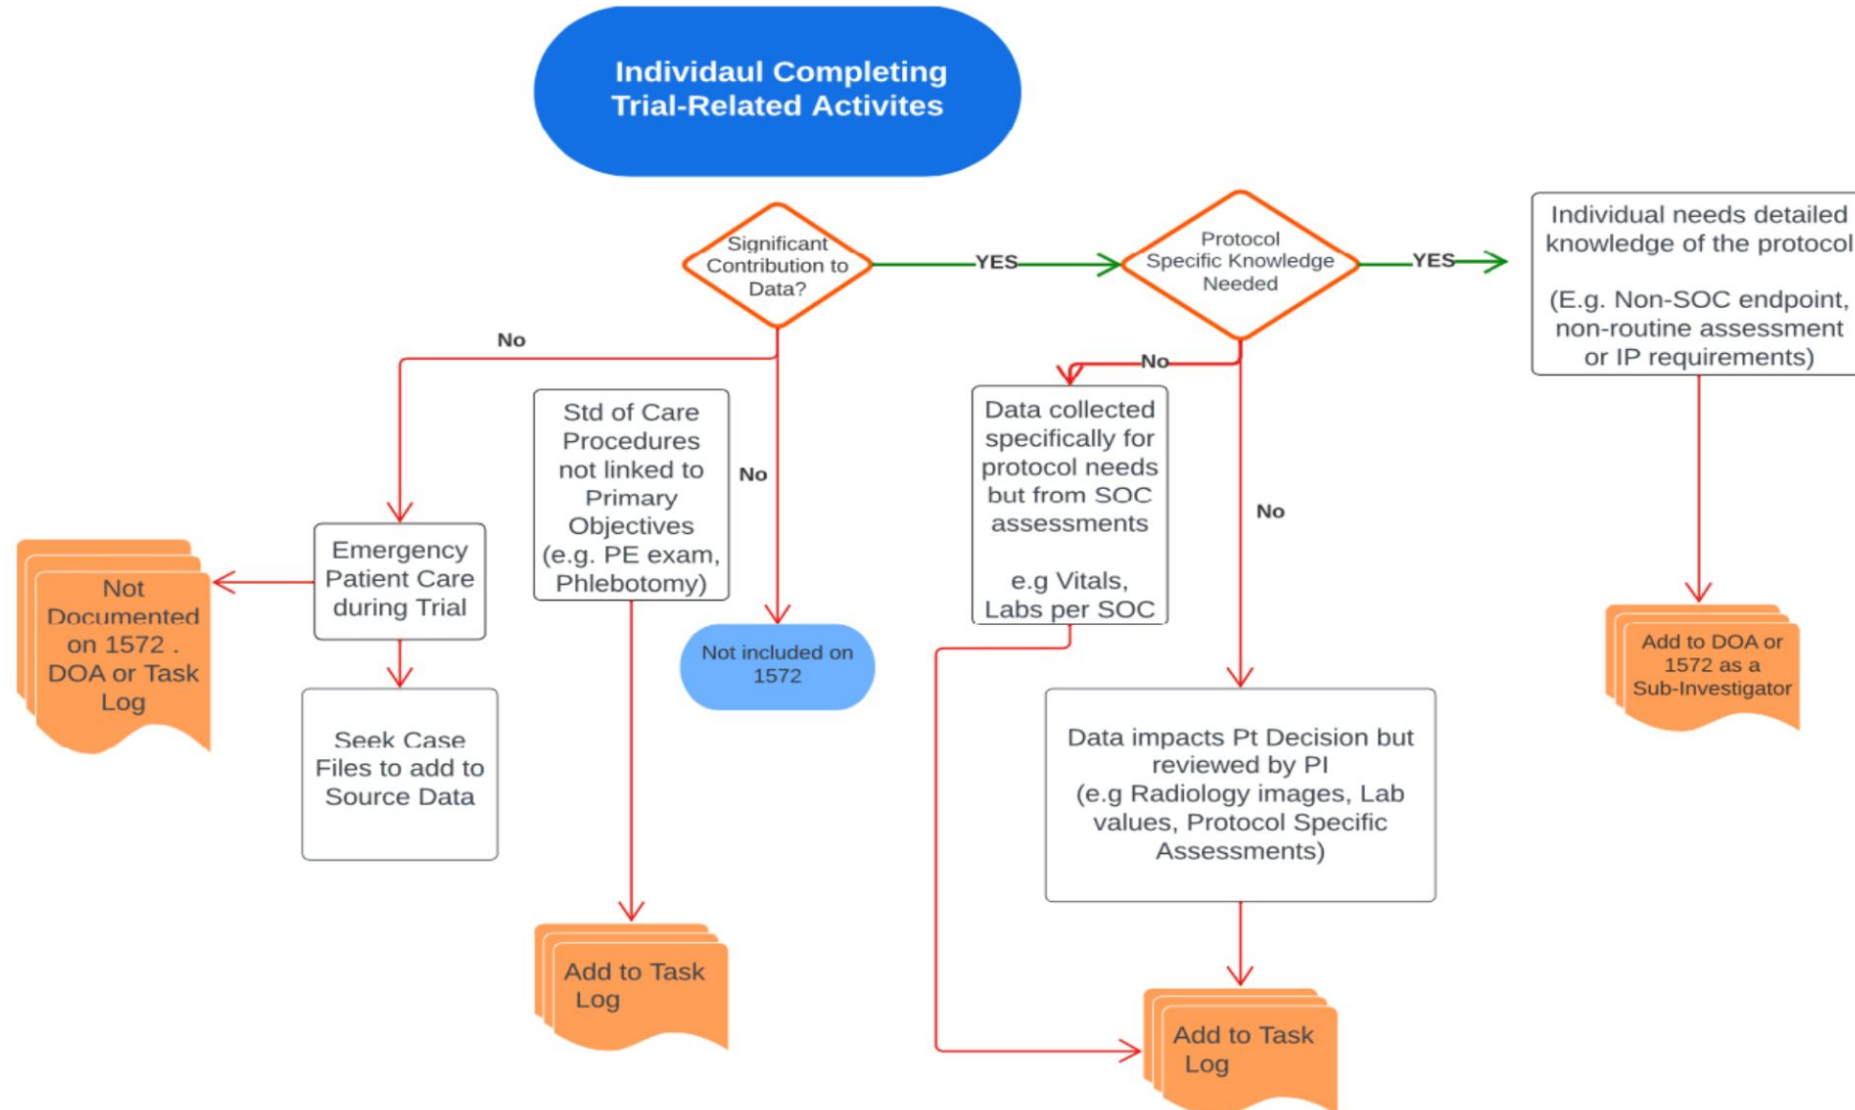 Individaul Completing
Trial-Related Activites
Significant
Contribution to
Data?
YES
Protocol
Specific Knowledge
Needed
YES
Individual needs detailed
knowledge of the protocol
(E.g. Non-SOC endpoint,
non-routine assessment
or IP requirements)
No
Std of Care
Procedures
not linked to
Primary
Objectives
(e.g. PE exam,
Phlebotomy)
No
No
Data collected
specifically for
protocol needs
but from SOC
assessments
e.g Vitals,
Labs per SOC
No
Emergency
Patient Care
during Trial
Not
Documented
on 1572 .
DOA or Task
Log
Seek Case
Files to add to
Source Data
Not included on
1572
Data impacts Pt Decision but
reviewed by PI
(e.g Radiology images, Lab
values, Protocol Specific
Assessments)
Add to DOA or
1572 as a
Sub-Investigator
Add to Task
Log
Add to Task
Log